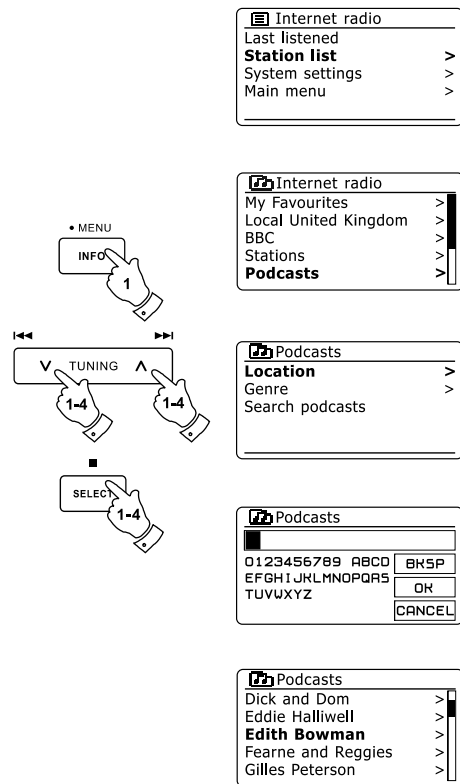 Internet radio
Last listened
Station list >
System settings >
Main menu >
Internet radio
My Favourites >
Local United Kingdom >
BBC >
Stations >
Podcasts >
• MENU
INFO
1
TUNING
1-4
1-4
SELECT
1-4
Podcasts
Location >
Genre >
Search podcasts
Podcasts
0123456789 ABCD BKSP
EFGHIJKLMNOPQRS OK
TUVWXYZ
CANCEL
Podcasts
Dick and Dom >
Eddie Halliwell >
Edith Bowman >
Fearne and Reggies >
Gilles Peterson >